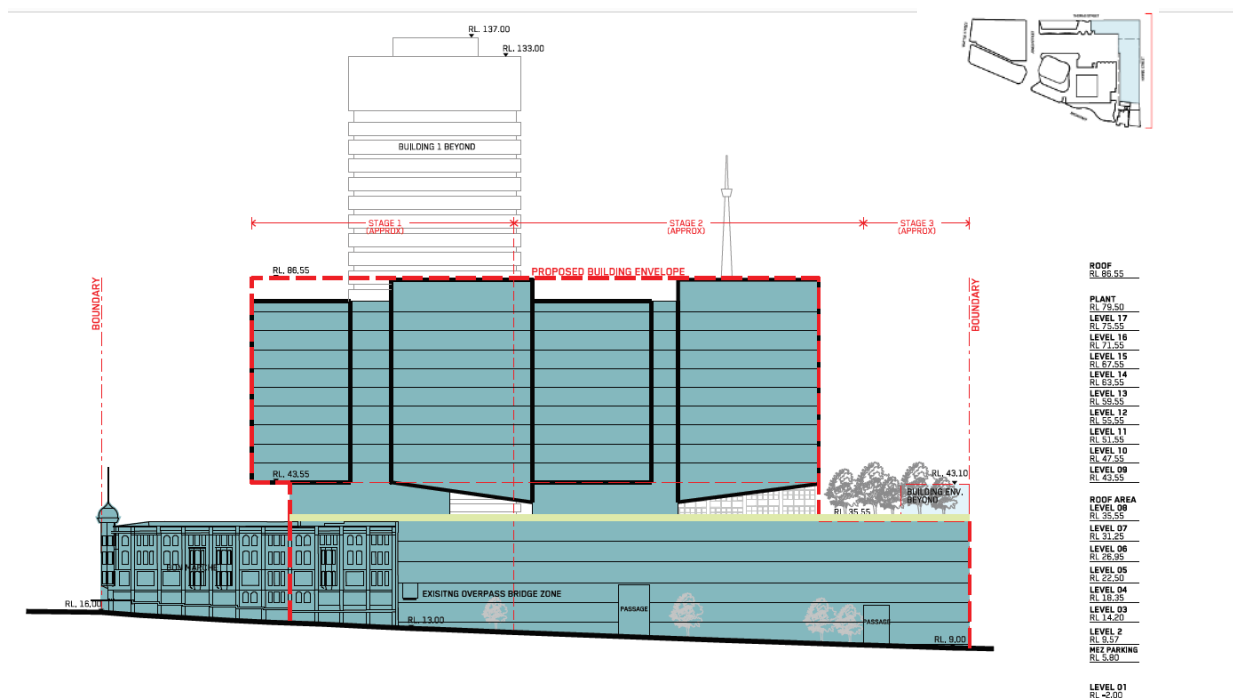 RL. 137.00
RL. 133.00
BUILDING 1 BEYOND
STAGE 1
(APPROX)
STAGE 2
(APPROX)
STAGE 3
(APPROX)
RL. 86.55
PROPOSED BUILDING ENVELOPE
BOUNDARY
BOUNDARY
RL. 43.55
RL. 43.10
BUILDING ENV.
BEYOND
RL. 35.55
BON MARCHE
EXISITNG OVERPASS BRIDGE ZONE
PASSAGE
PASSAGE
RL. 16.00
RL. 13.00
RL. 9.00
ROOF
RL 86.55
PLANT
RL 79.50
LEVEL 17
RL 75.55
LEVEL 16
RL 71.55
LEVEL 15
RL 67.55
LEVEL 14
RL 63.55
LEVEL 13
RL 59.55
LEVEL 12
RL 55.55
LEVEL 11
RL 51.55
LEVEL 10
RL 47.55
LEVEL 09
RL 43.55
ROOF AREA
LEVEL 08
RL 35.55
LEVEL 07
RL 31.25
LEVEL 06
RL 26.95
LEVEL 05
RL 22.50
LEVEL 04
RL 18.35
LEVEL 03
RL 14.20
LEVEL 2
RL 9.57
MEZ PARKING
RL 5.80
LEVEL 01
RL -2.00